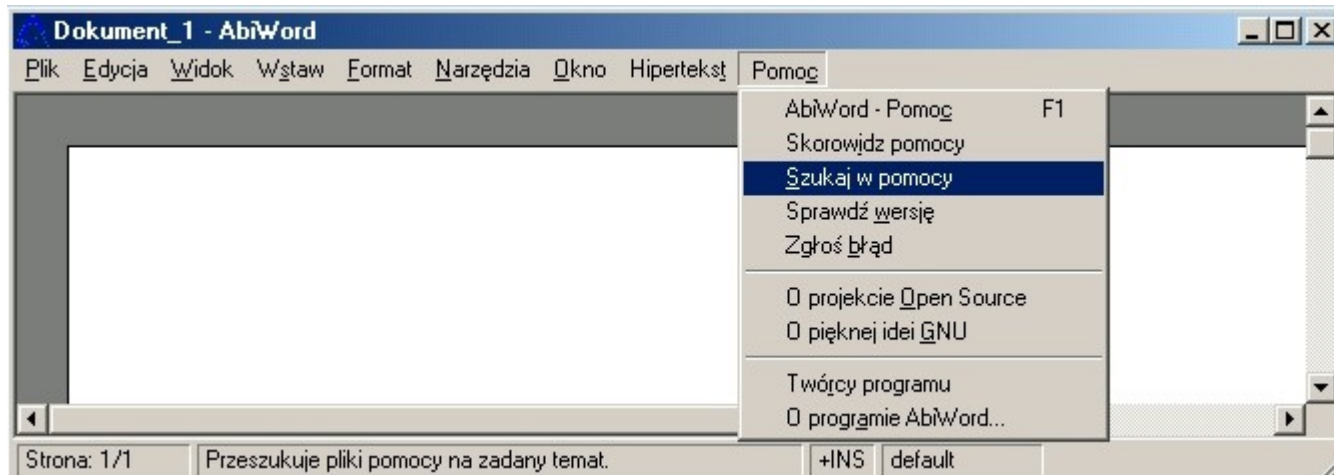 Dokument_1 - AbiWord
Plik Edycja Widok Wstaw Format Narzędzia Okno Hipertekst Pomoc
AbiWord - Pomoc F1
Skorowidz pomocy
Szukaj w pomocy
Sprawdź wersję
Zgłoś błąd
O projekcie Open Source
O pięknej idei GNU
Twórcy programu
O programie AbiWord...
Strona: 1/1 Przeszukuje pliki pomocy na zadany temat. +INS default